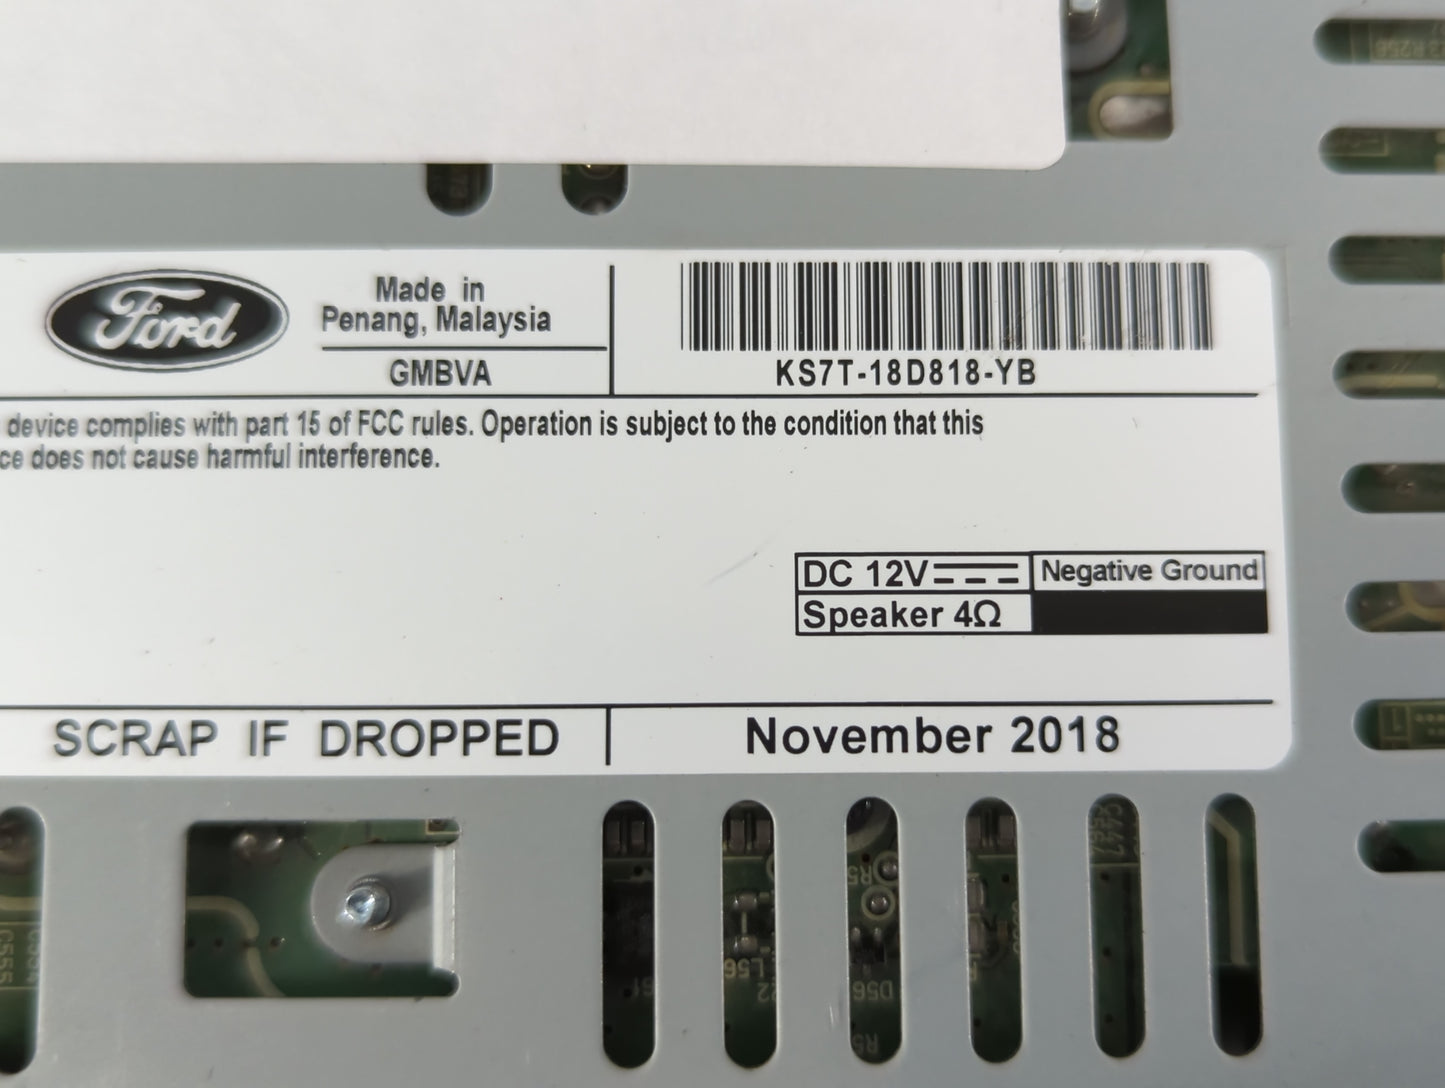 Ford
Made in
Penang, Malaysia
GMBVA
KS7T-18D818-YB
device complies with part 15 of FCC rules. Operation is subject to the condition that this
does not cause harmful interference.
DC 12V
Negative Ground
Speaker 4Ω
SCRAP IF DROPPED
November 2018